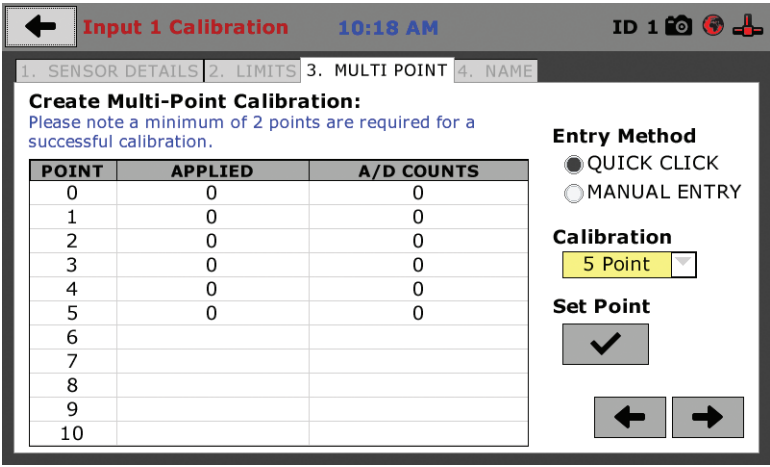 Input 1 Calibration 10:18 AM ID 1
1. SENSOR DETAILS 2. LIMITS 3. MULTI POINT 4. NAME
Create Multi-Point Calibration:
Please note a minimum of 2 points are required for a
successful calibration.
Entry Method
QUICK CLICK
MANUAL ENTRY
Calibration
5 Point
Set Point
POINT APPLIED A/D COUNTS
0 0 0
1 0 0
2 0 0
3 0 0
4 0 0
5 0 0
6
7
8
9
10